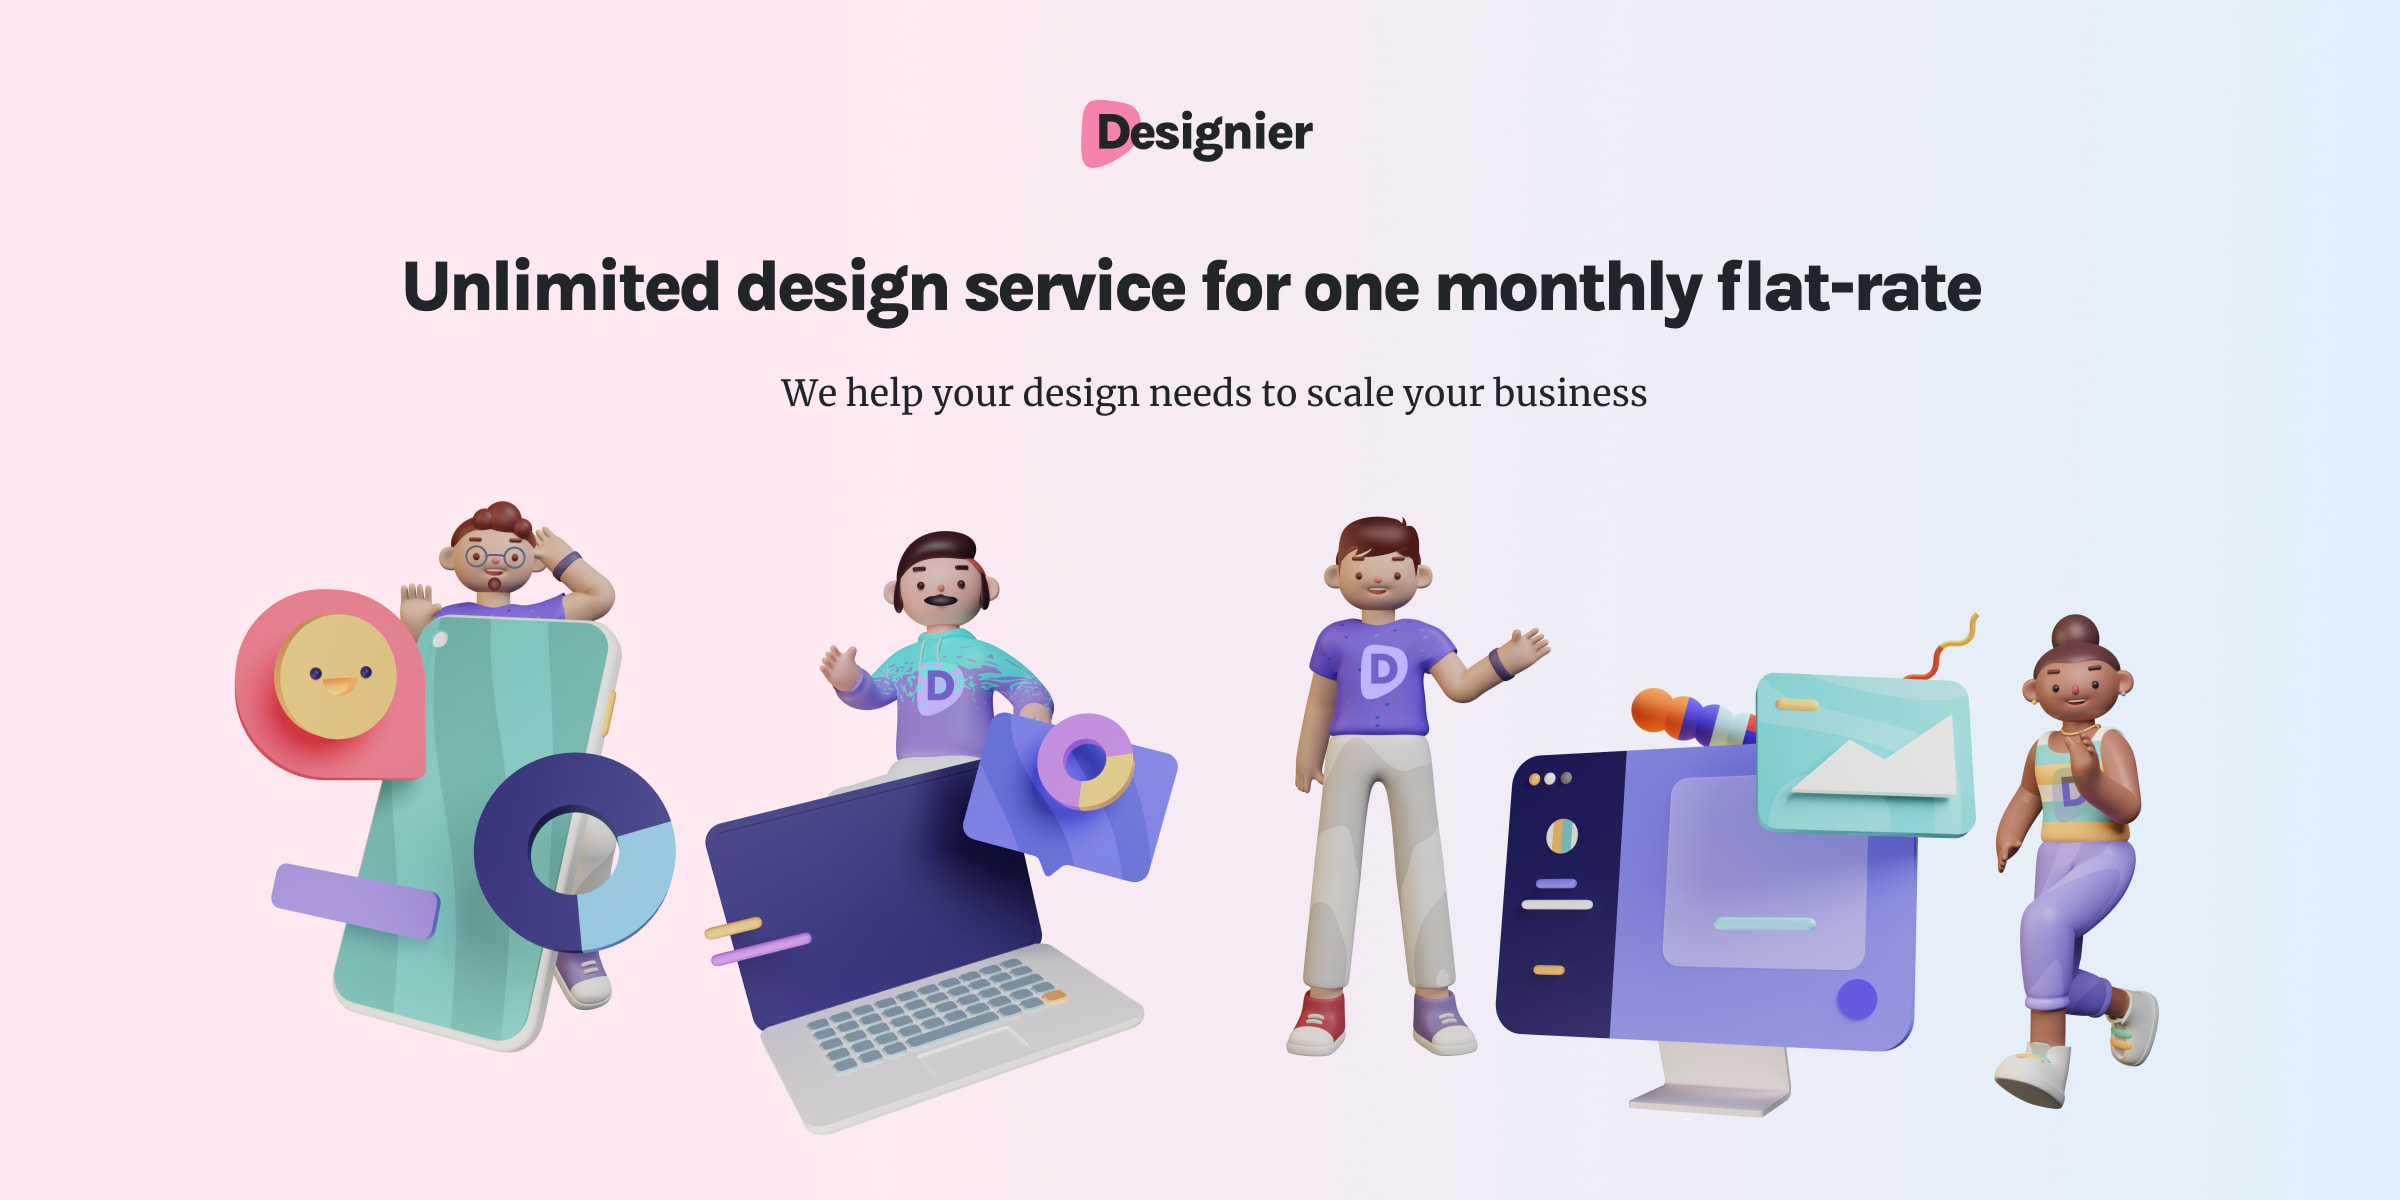 Designier
Unlimited design service for one monthly flat-rate
We help your design needs to scale your business
D
D
D